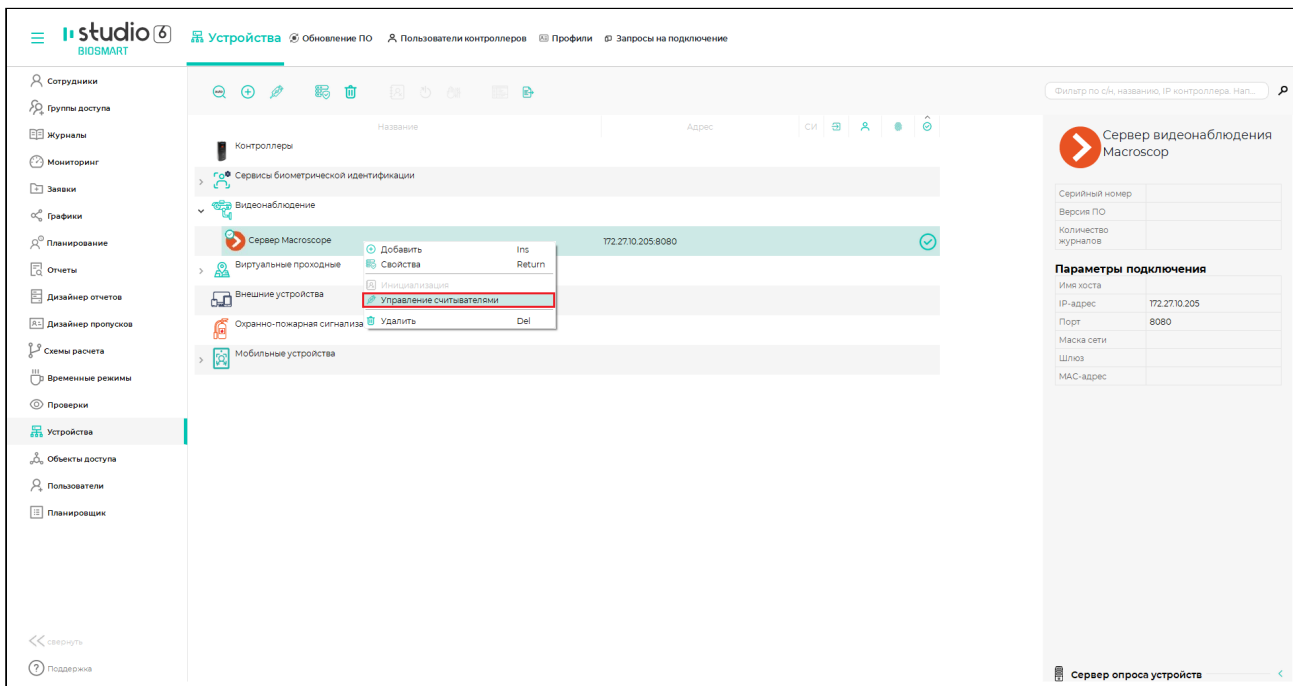 studio 6
BIOSMART
Устройства Обновление ПО Пользователи контроллеров Профили Запросы на подключение
Сотрудники
Группы доступа
Журналы
Мониторинг
Заявки
Графики
Планирование
Отчеты
Дизайнер отчетов
Дизайнер пропусков
Схемы расчета
Временные режимы
Проверки
Устройства
Объекты доступа
Пользователи
Планировщик
свернуть
Поддержка
Название Адрес СИ
Контроллеры
Сервисы биометрической идентификации
Видеонаблюдение
Сервер Macroscope 172.27.10.205:8080
Виртуальные проходные
Внешние устройства
Охранно-пожарная сигнализа
Мобильные устройства
Добавить Ins
Свойства Return
Инициализация
Управление считывателями
Удалить Del
Фильтр по с/н, названию, IP контроллера. Нап...
Сервер видеонаблюдения
Macroscop
Серийный номер
Версия ПО
Количество
журналов
Параметры подключения
Имя хоста
IP-адрес 172.27.10.205
Порт 8080
Маска сети
Шлюз
MAC-адрес
Сервер опроса устройств